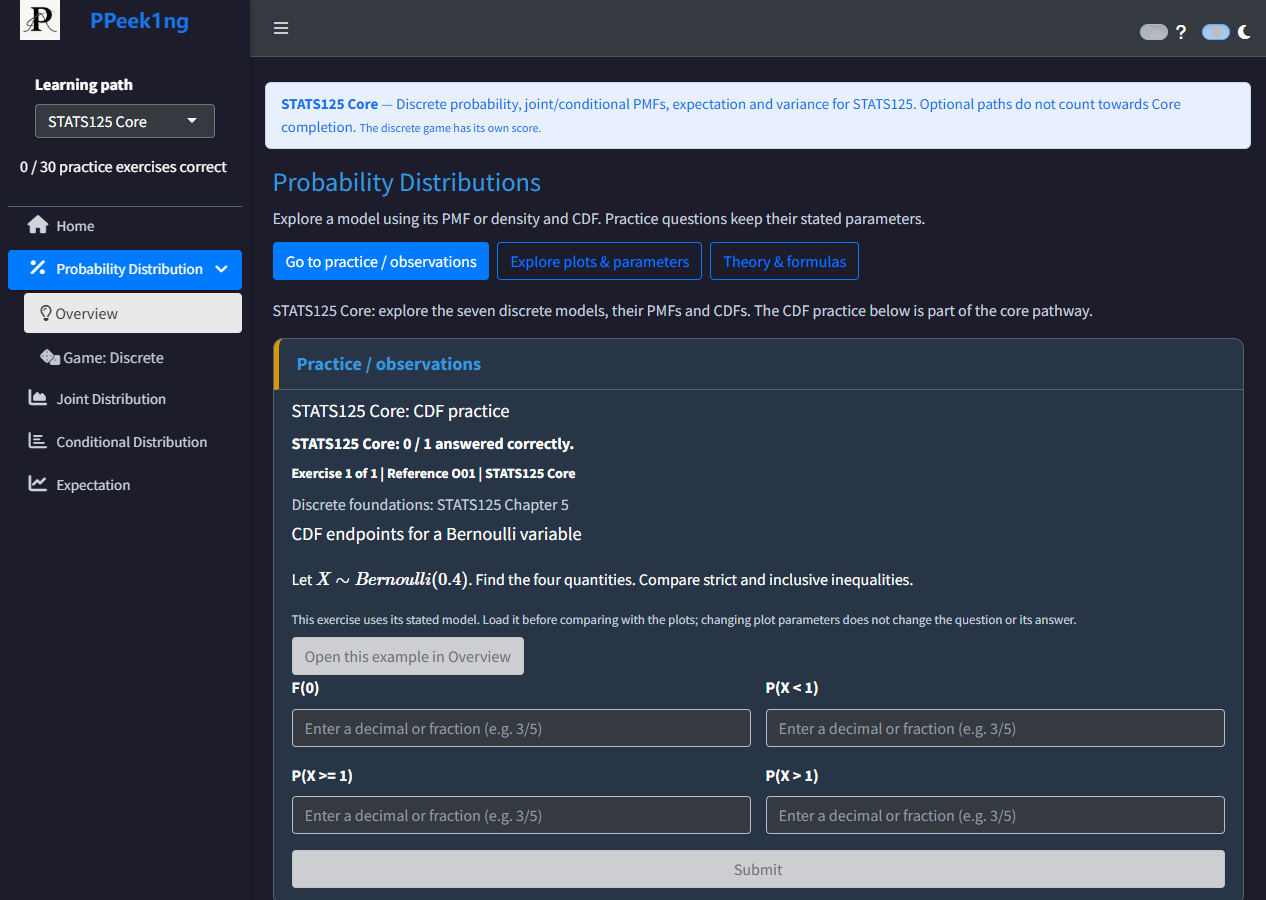 PPeek1ng
Learning path
STATS125 Core
0 / 30 practice exercises correct
Home
Probability Distribution
Overview
Game: Discrete
Joint Distribution
Conditional Distribution
Expectation
?
STATS125 Core — Discrete probability, joint/conditional PMFs, expectation and variance for STATS125. Optional paths do not count towards Core
completion. The discrete game has its own score.
Probability Distributions
Explore a model using its PMF or density and CDF. Practice questions keep their stated parameters.
Go to practice / observations
Explore plots & parameters
Theory & formulas
STATS125 Core: explore the seven discrete models, their PMFs and CDFs. The CDF practice below is part of the core pathway.
Practice / observations
STATS125 Core: CDF practice
STATS125 Core: 0 / 1 answered correctly.
Exercise 1 of 1 | Reference O01 | STATS125 Core
Discrete foundations: STATS125 Chapter 5
CDF endpoints for a Bernoulli variable
Let X ~ Bernoulli(0.4). Find the four quantities. Compare strict and inclusive inequalities.
This exercise uses its stated model. Load it before comparing with the plots; changing plot parameters does not change the question or its answer.
Open this example in Overview
F(0)
P(X < 1)
Enter a decimal or fraction (e.g. 3/5)
Enter a decimal or fraction (e.g. 3/5)
P(X >= 1)
P(X > 1)
Enter a decimal or fraction (e.g. 3/5)
Enter a decimal or fraction (e.g. 3/5)
Submit